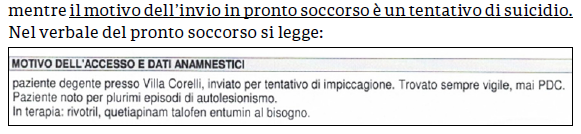 mentre il motivo dell'invio in pronto soccorso è un tentativo di suicidio.
Nel verbale del pronto soccorso si legge:
MOTIVO DELL'ACCESSO E DATI ANAMNESTICI
paziente degente presso Villa Corelli, inviato per tentativo di impiccagione. Trovato sempre vigile, mai PDC.
Paziente noto per plurimi episodi di autolesionismo.
In terapia: rivotril, quetiapinam talofen entumin al bisogno.